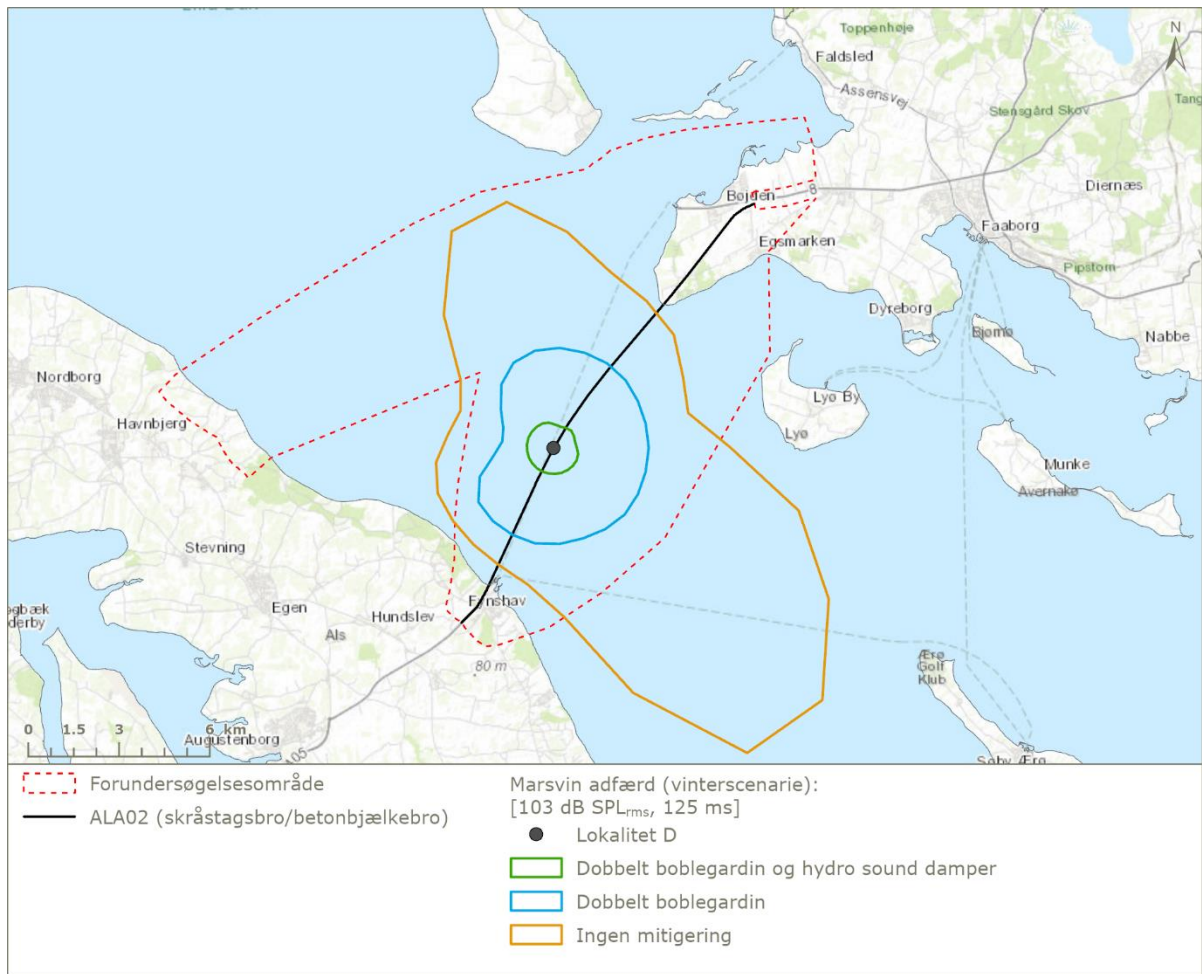 Toppenhøje
Faldsled
N
Assensvej
Stensgård Skov
Bøjden
8
Diernæs
Egsmarken
Faaborg
Pipstorn
Dyreborg
Bjørnø
Nabbe
Nordborg
Havnbjerg
Lyø By
Lyø
Munke
Avernakø
Stevning
Egen
Hundslev
Fynshav
Als
80 m
Ærø
Golf
Klub
0 1.5 3 6 km
Augustenborg
Søby Ærø
Forundersøgelsesområde
ALA02 (skråstagsbro/betonbjælkebro)
Marsvin adfærd (vinterscenarie):
[103 dB SPLrms, 125 ms]
Lokalitet D
Dobbelt boblegardin og hydro sound damper
Dobbelt boblegardin
Ingen mitigering